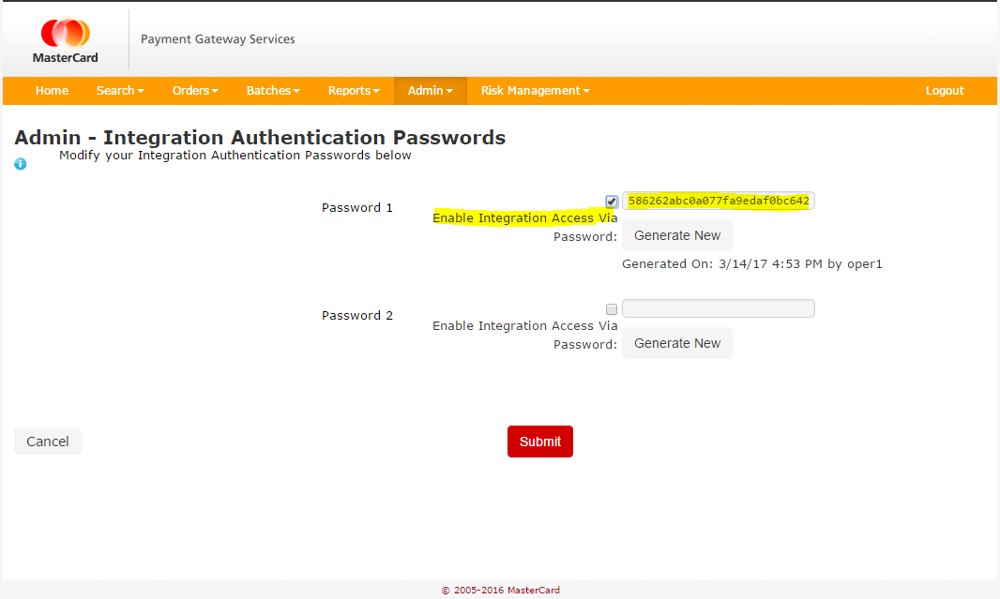 MasterCard
Payment Gateway Services
Home Search Orders Batches Reports Admin Risk Management Logout
Admin - Integration Authentication Passwords
Modify your Integration Authentication Passwords below
Password 1
586262abc0a077fa9edaf0bc642
Enable Integration Access Via
Password:
Generate New
Generated On: 3/14/17 4:53 PM by oper1
Password 2
Enable Integration Access Via
Password:
Generate New
Cancel
Submit
© 2005-2016 MasterCard